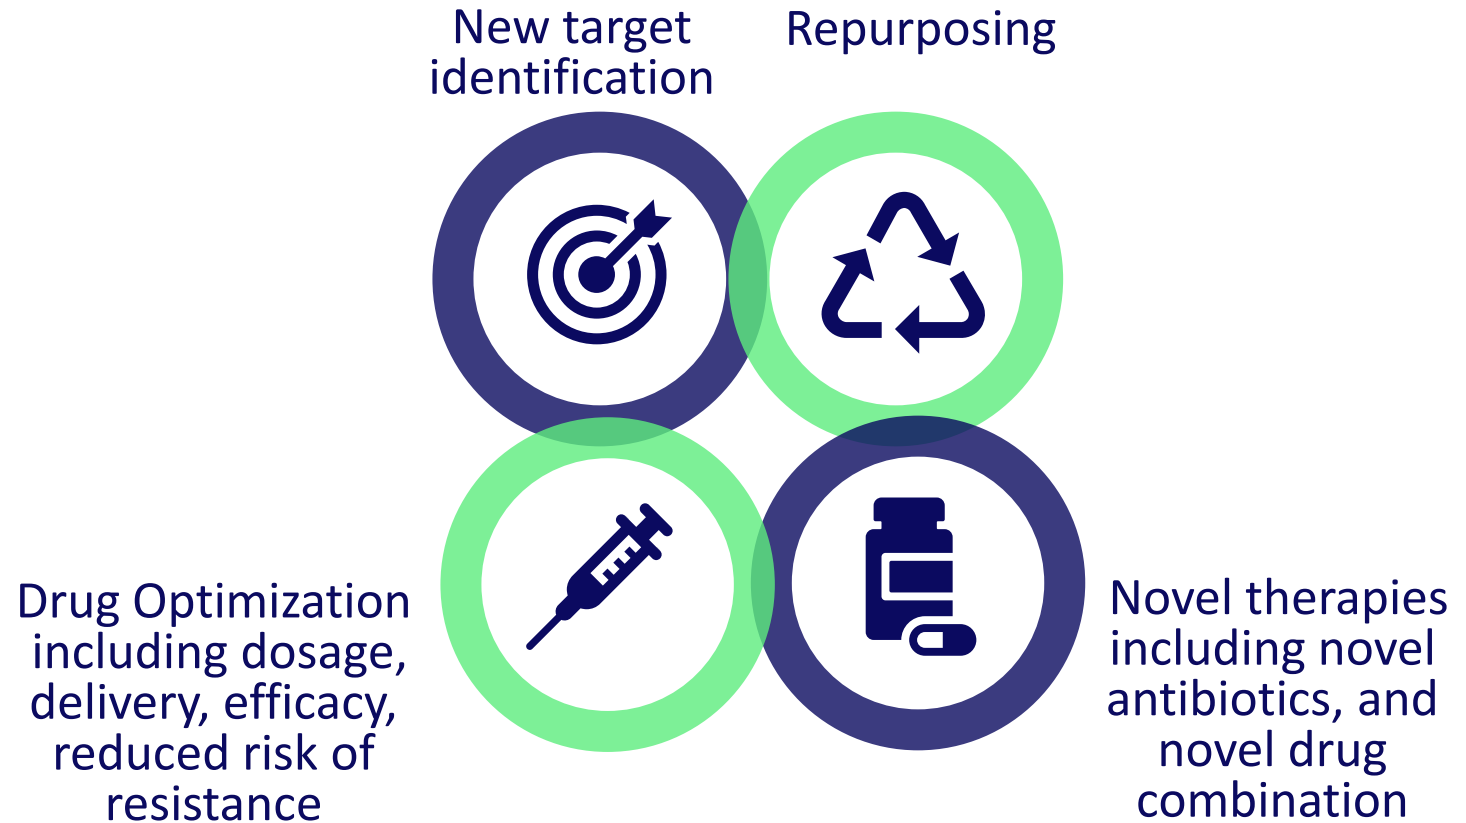 New target
identification
Repurposing
Drug Optimization
including dosage,
delivery, efficacy,
reduced risk of
resistance
Novel therapies
including novel
antibiotics, and
novel drug
combination